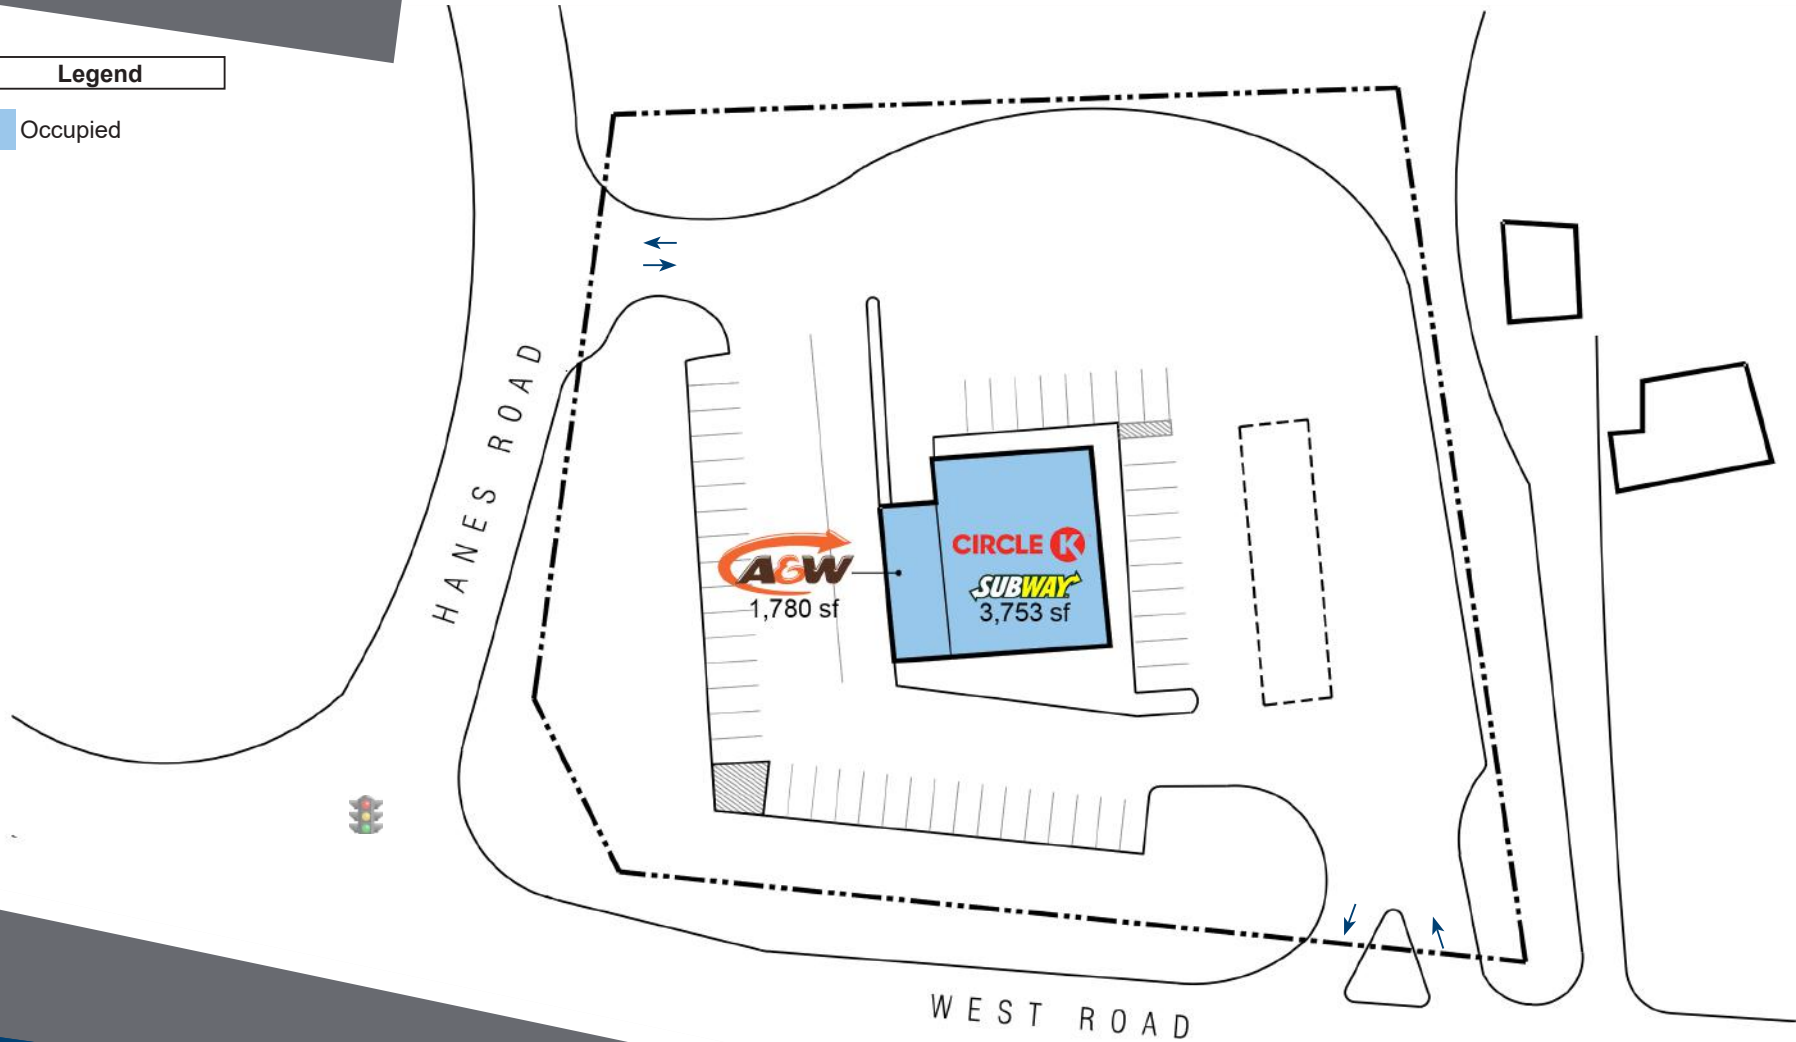 Legend
Occupied
HANES ROAD
A&W
1,780 sf
CIRCLE K
SUBWAY
3,753 sf
WEST ROAD